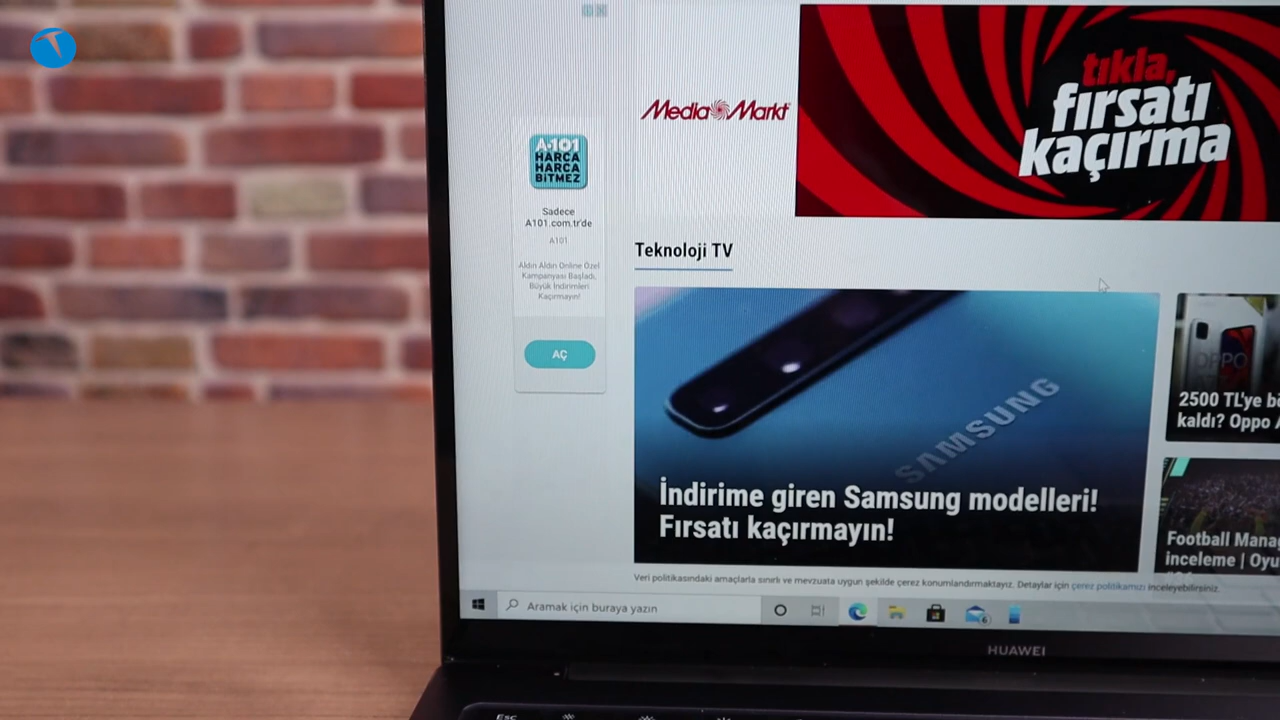 MediaMarkt
tıkla,
fırsatı
kaçırma
A101
HARCA
HARCA
BİTMEZ
Sadece
A101.com.tr'de
A101
Aldın Aldın Online Özel
Kampanyası Başladı,
Büyük İndirimleri
Kaçırmayın!
AÇ
Teknoloji TV
SAMSUNG
İndirime giren Samsung modelleri!
Fırsatı kaçırmayın!
OPPO
2500 TL'ye
kaldı? Oppo
Football
inceleme |
Veri politikasındaki amaçlarla sınırlı ve mevzuata uygun şekilde çerez konumlandırmaktayız. Detaylar için çerez politikamızı inceleyebilirsiniz.
Aramak için buraya yazın
6
HUAWEI
ESC